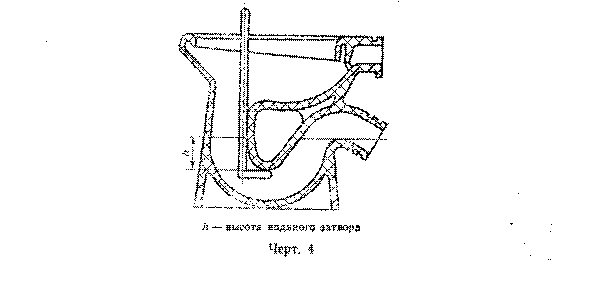 h
h — высота водяного затвора
Черт. 4